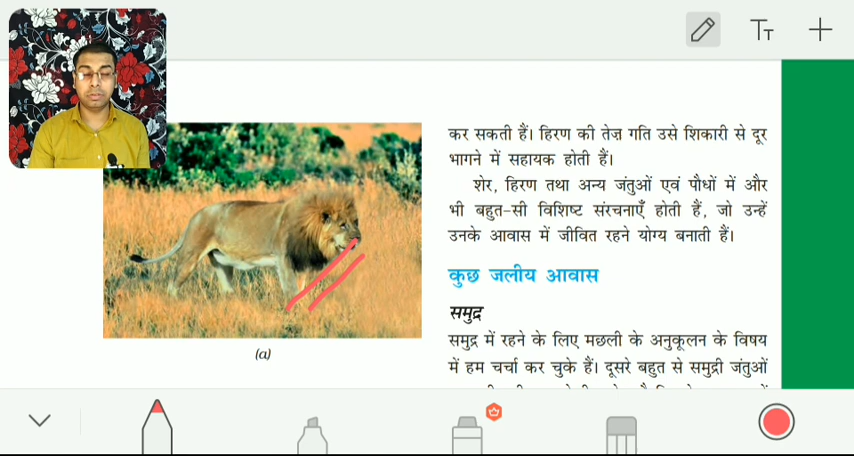 Tт
कर सकती हैं। हिरण की तेज़ गति उसे शिकारी से दूर
भागने में सहायक होती हैं।
शेर, हिरण तथा अन्य जंतुओं एवं पौधों में और
भी बहुत-सी विशिष्ट संरचनाएँ होती हैं, जो उन्हें
उनके आवास में जीवित रहने योग्य बनाती हैं।
कुछ जलीय आवास
समुद्र
समुद्र में रहने के लिए मछली के अनुकूलन के विषय
में हम चर्चा कर चुके हैं। दूसरे बहुत से समुद्री जंतुओं
(a)